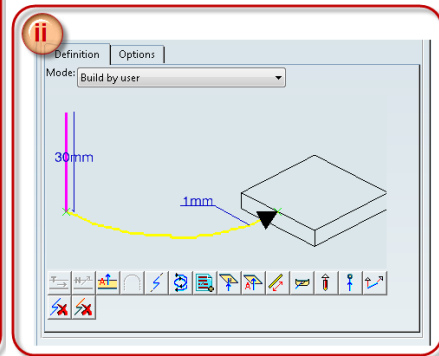 ii
Definition Options
Mode: Build by user
30mm
1mm